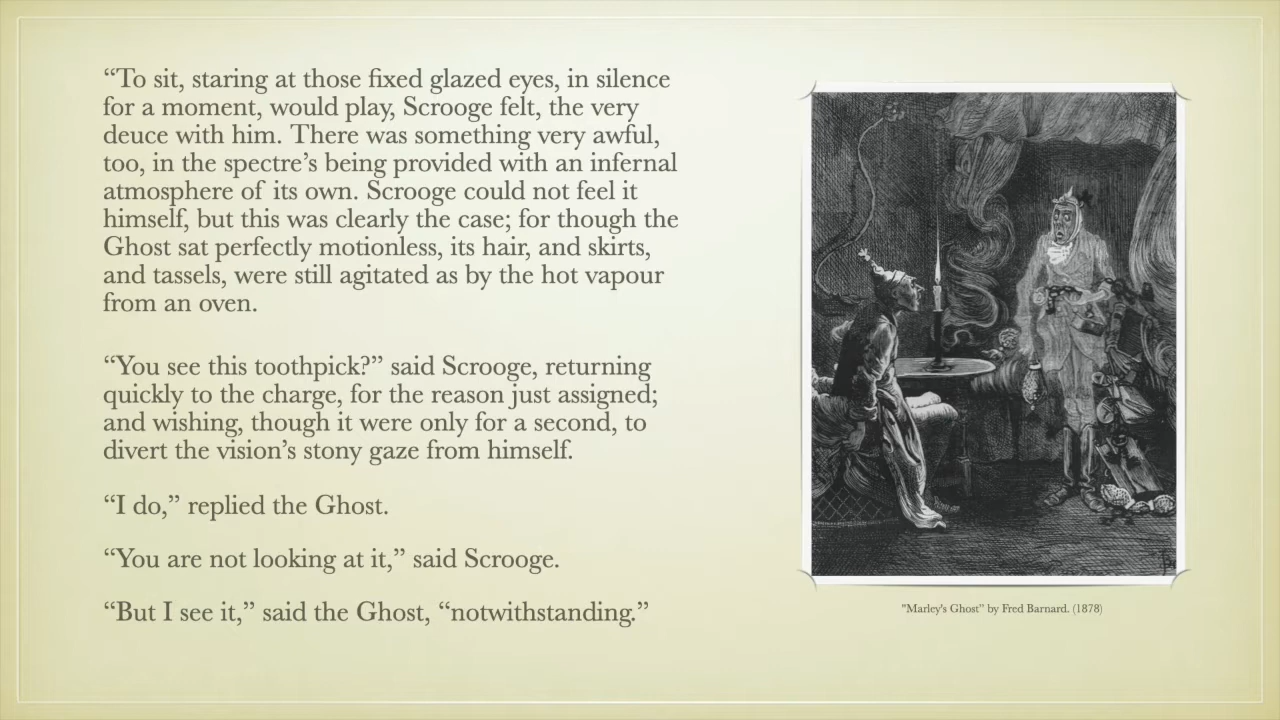 “To sit, staring at those fixed glazed eyes, in silence
for a moment, would play, Scrooge felt, the very
deuce with him. There was something very awful,
too, in the spectre’s being provided with an infernal
atmosphere of its own. Scrooge could not feel it
himself, but this was clearly the case; for though the
Ghost sat perfectly motionless, its hair, and skirts,
and tassels, were still agitated as by the hot vapour
from an oven.
“You see this toothpick?” said Scrooge, returning
quickly to the charge, for the reason just assigned;
and wishing, though it were only for a second, to
divert the vision’s stony gaze from himself.
“I do,” replied the Ghost.
“You are not looking at it,” said Scrooge.
“But I see it,” said the Ghost, “notwithstanding.”
"Marley's Ghost” by Fred Barnard. (1878)